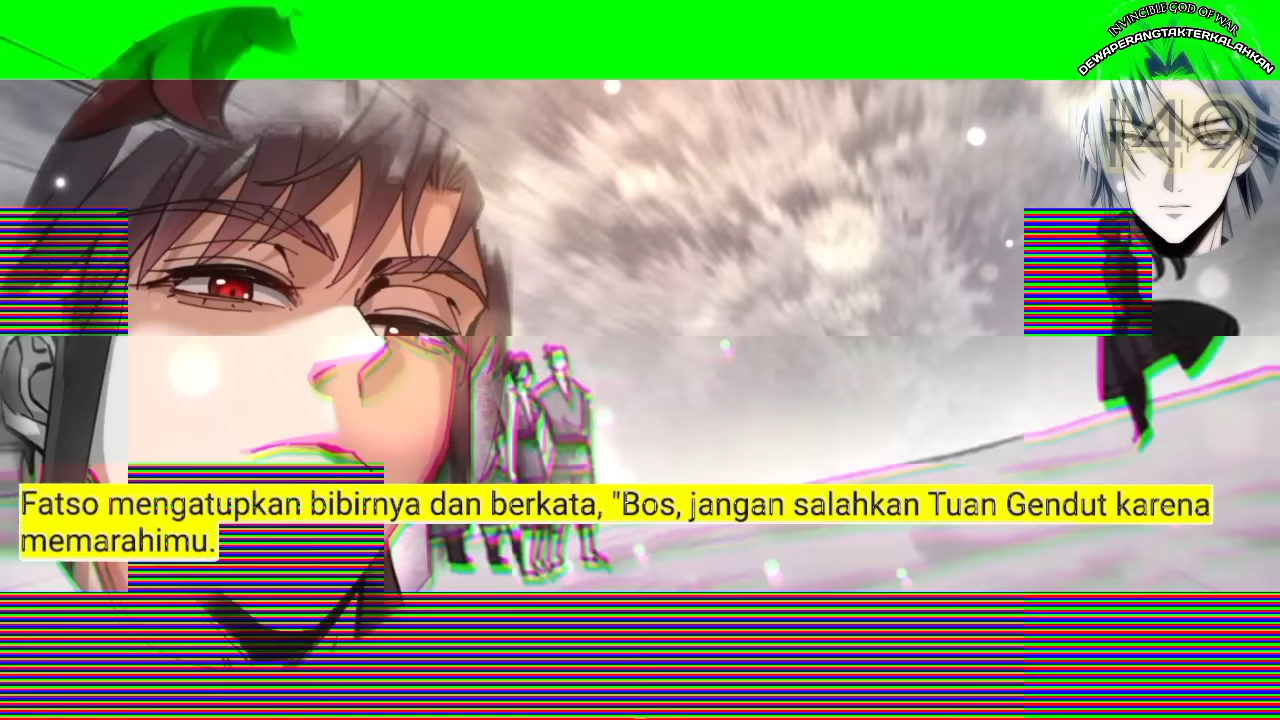 INVINCIBLE GOD OF WAR
DEWAPERANGTAKTERKALAHKAN
149
Fatso mengatupkan bibirnya dan berkata, "Bos, jangan salahkan Tuan Gendut karena
memarahimu.